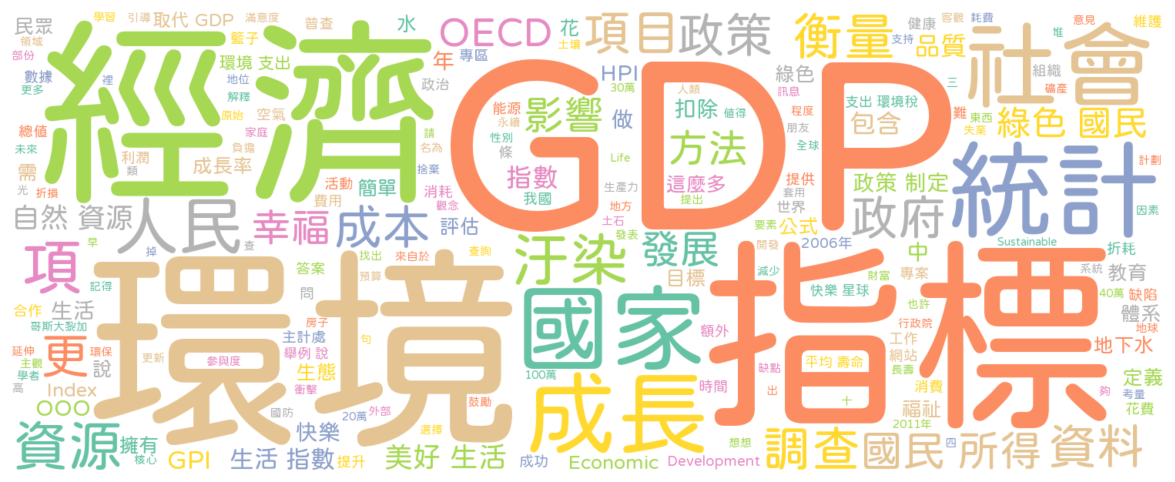 民眾
學習
引導
取代 GDP
滿意度
普查
水
OECD
花
項目
政策
衡量
健康
客觀
耗費
意見
維護
領域
部份
籃子
土壤
支持
品質
堆
社會
數據
裡
環境 支出
年
專區
HPI
綠色
人類
組織
更多
地位
解釋
政治
30萬
訊息
三
礦產
經濟
GDP
總值
原始
空氣
能源
影響
做
扣除
值得
程度
支出 環境稅
難
東西
永續
包含
失業
綠色 國民
未來
家庭
性別
請
方法
朋友
全球
需
利潤
負擔
名為
條
成長率
Life
類
捨棄
計劃
光
折損
活動
簡單
消耗
指數
這麼多
提供
政策 制定
費用
觀念
我國
生產力
套用
統計
因素
自然 資源
人民
幸福
成本
評估
地方
提出
世界
政府
土石
要素
公式
早
查
發表
2006年
中
Sustainable
折耗
項
掉
找出
來自於
查詢
汙染
發展
開發
答案
預算
目標
減少
財富
專案
系統
教育
記得
問
快樂 星球
40萬
缺陷
合作
生活
也許
體系
哥斯大黎加
房子
環境
國家
指標
額外
行政院
地球
主計處
句
工作
延伸
環保
更
更新
舉例 說
缺點
平均 壽命
網站
地下水
主觀
說
參與度
學者
衝擊
生態
100萬
長壽
定義
高
Index
時間
出
消費
夠
考量
OOO
國防
20萬
外部
鼓勵
成長
十
福祉
花費
快樂
選擇
2011年
資源
擁有
想想
四
核心
GPI
生活 指數
提升
美好 生活
成功
Economic
Development
調查
國民 所得
資料